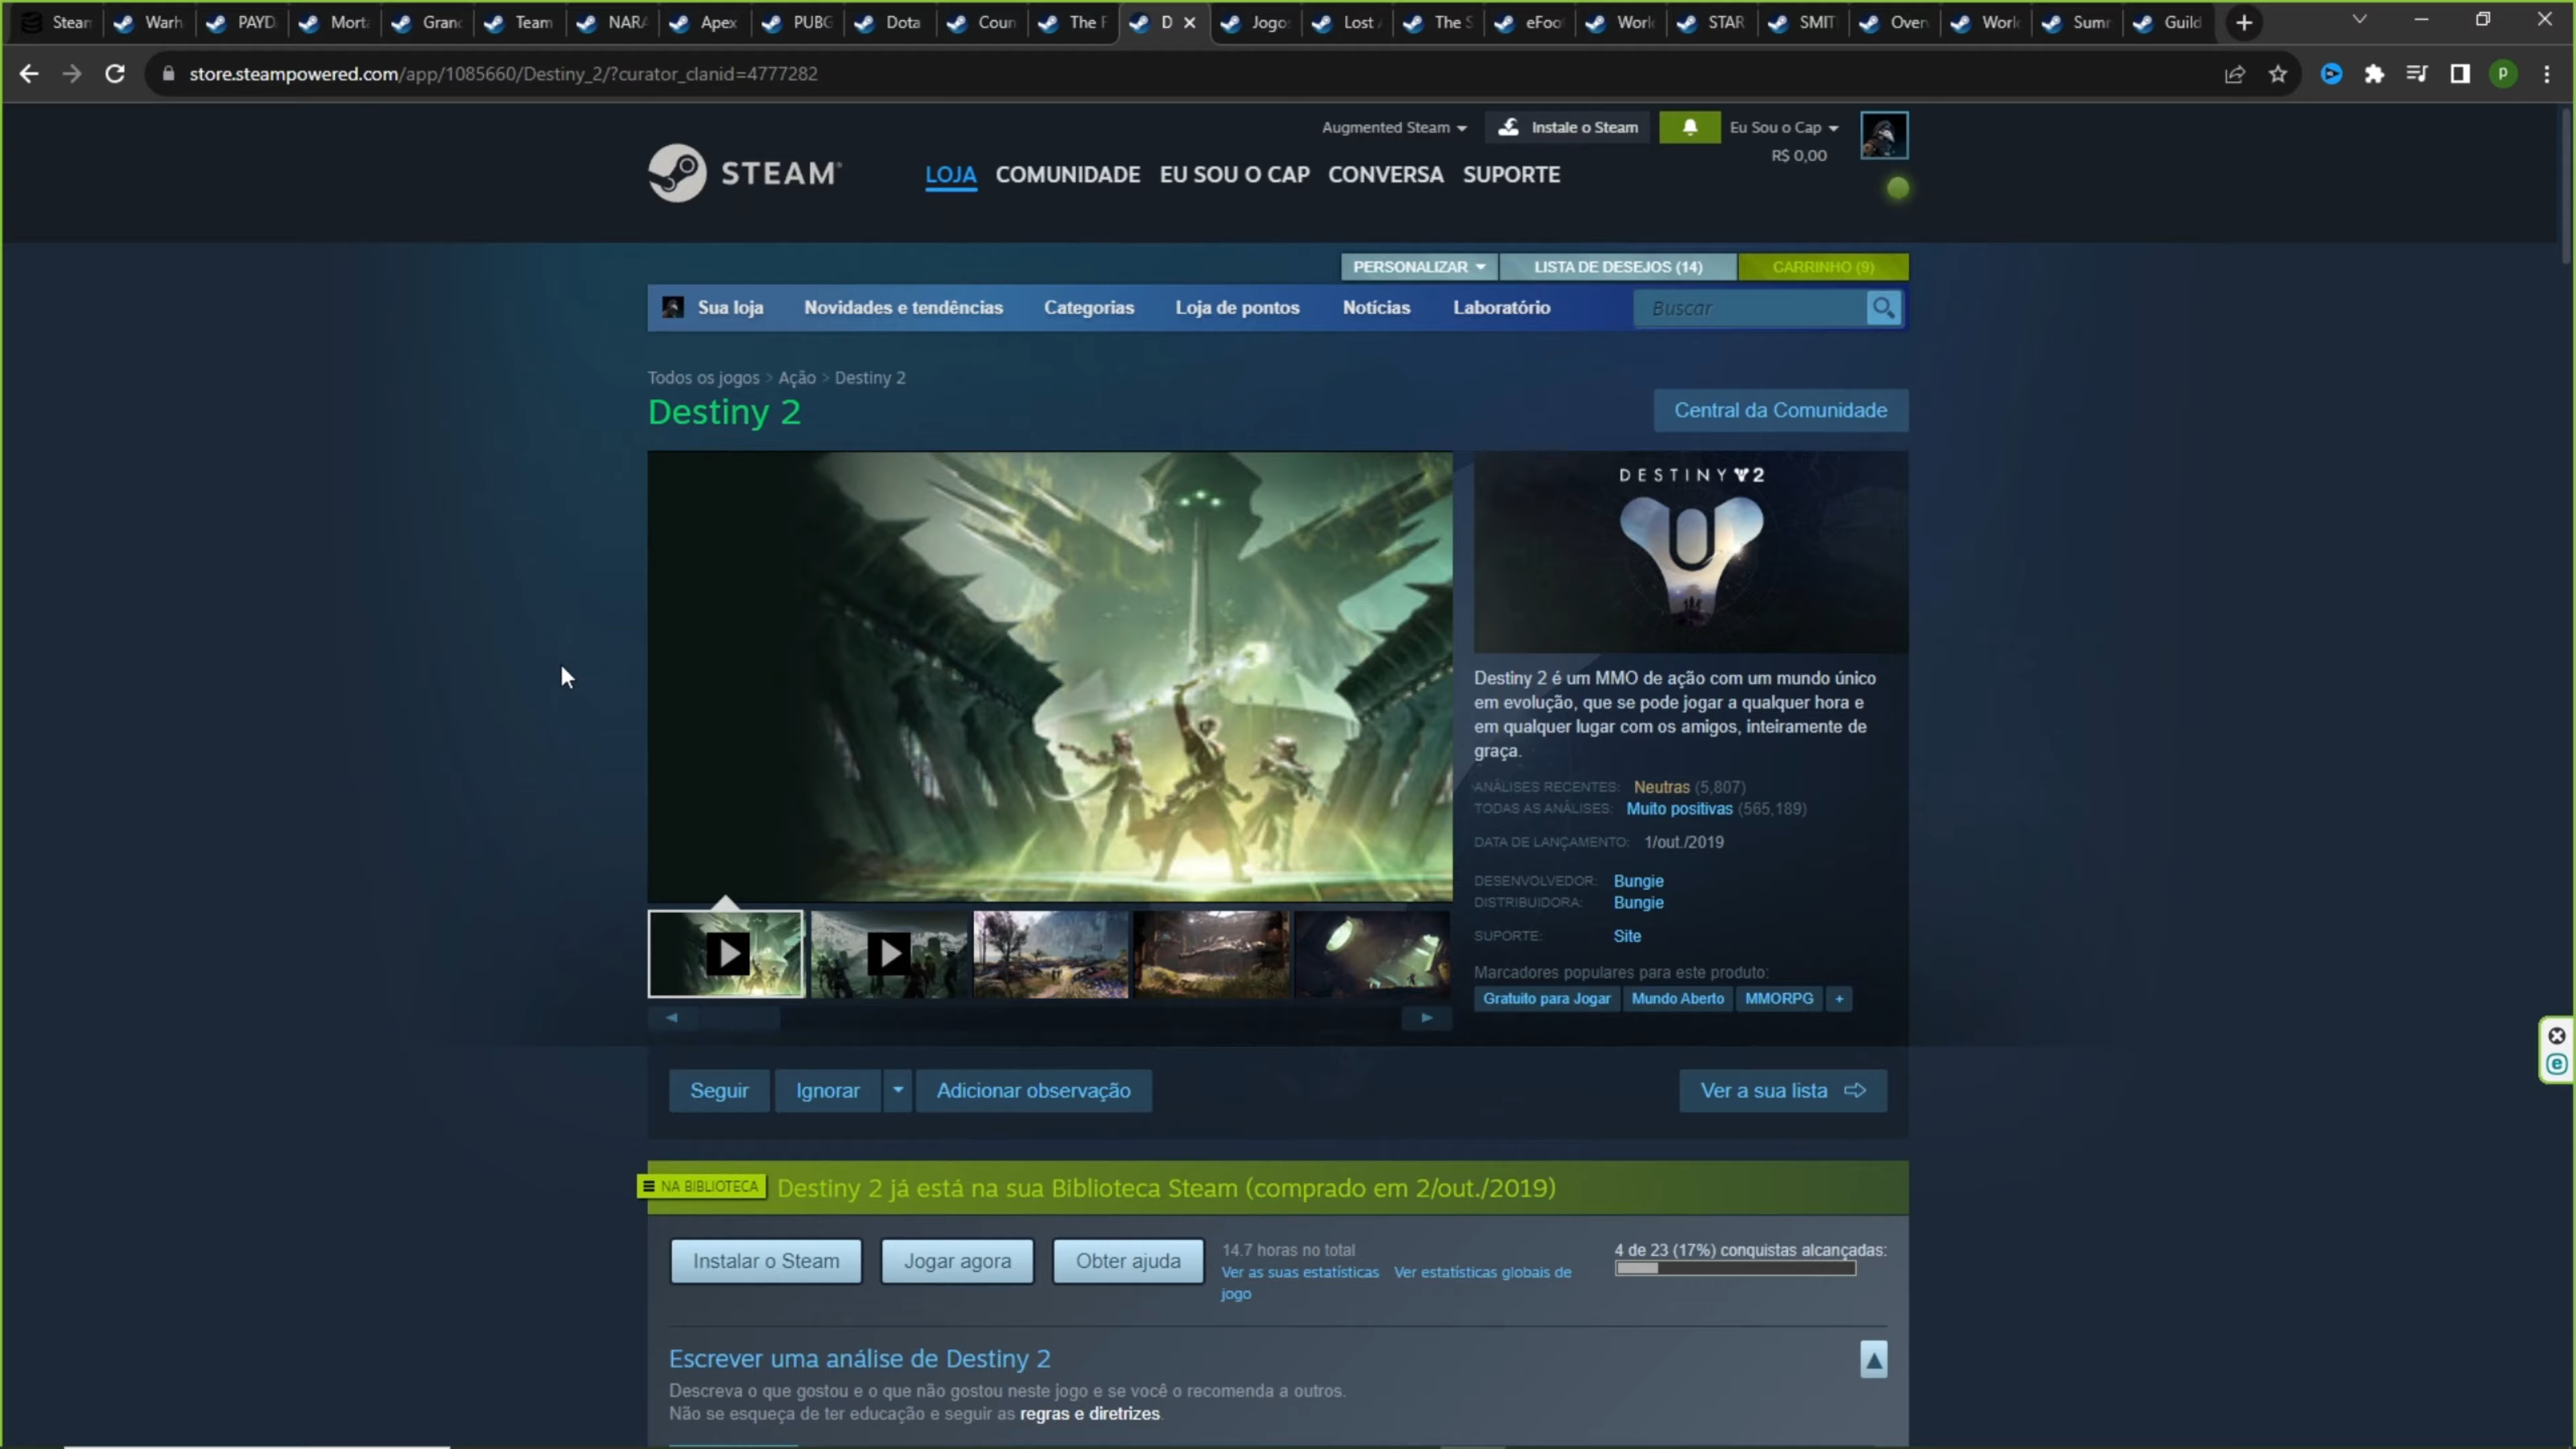 Steam
Warh
PAYD
Mort
Grand
Team
NARA
Apex
PUBG
Dota
Coun
The F
D
Jogos
Lost A
The S
eFoo
Work
STAR
SMIT
Over
Work
Sum
Guild
store.steampowered.com/app/1085660/Destiny_2/?curator_clanid=4777282
P
Augmented Steam
Instale o Steam
Eu Sou o Cap
R$ 0,00
STEAM
LOJA COMUNIDADE EU SOU O CAP CONVERSA SUPORTE
PERSONALIZAR LISTA DE DESEJOS (14) CARRINHO (9)
Sua loja Novidades e tendências Categorias Loja de pontos Notícias Laboratório Buscar
Todos os jogos > Ação > Destiny 2
Destiny 2
Central da Comunidade
DESTINY 2
Destiny 2 é um MMO de ação com um mundo único
em evolução, que se pode jogar a qualquer hora e
em qualquer lugar com os amigos, inteiramente de
graça.
ANÁLISES RECENTES: Neutras (5,807)
TODAS AS ANÁLISES: Muito positivas (565,189)
DATA DE LANÇAMENTO: 1/out./2019
DESENVOLVEDOR: Bungie
DISTRIBUIDORA: Bungie
SUPORTE: Site
Marcadores populares para este produto:
Gratuito para Jogar Mundo Aberto MMORPG +
Seguir Ignorar Adicionar observação Ver a sua lista
NA BIBLIOTECA Destiny 2 já está na sua Biblioteca Steam (comprado em 2/out./2019)
Instalar o Steam Jogar agora Obter ajuda
14.7 horas no total
Ver as suas estatísticas Ver estatísticas globais de
jogo
4 de 23 (17%) conquistas alcançadas:
Escrever uma análise de Destiny 2
Descreva o que gostou e o que não gostou neste jogo e se você o recomenda a outros.
Não se esqueça de ter educação e seguir as regras e diretrizes.